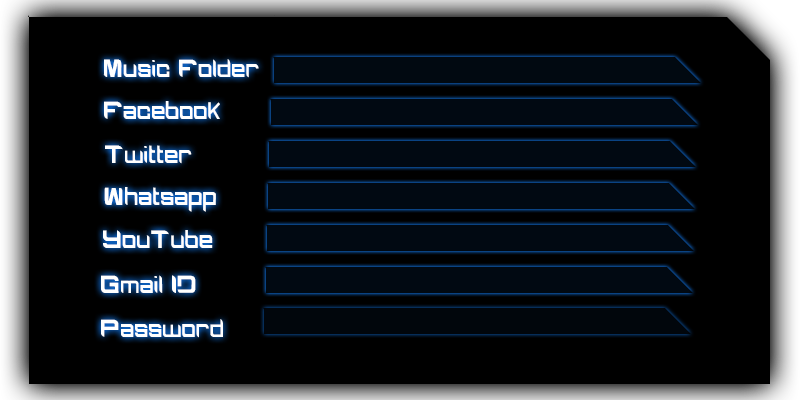 Music Folder
Facebook
Twitter
Whatsapp
YouTube
Gmail ID
Password